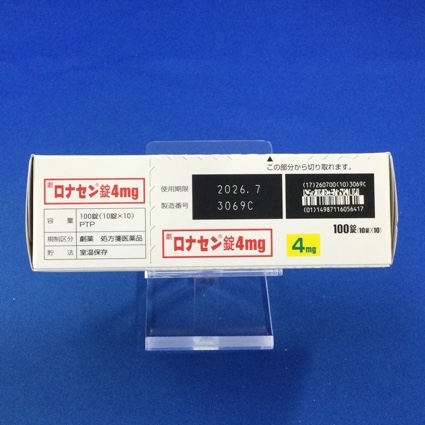 劇 ロナセン®錠4mg
容 量 100錠(10錠×10)
PTP
規制区分 劇薬 処方箋医薬品
貯 法 室温保存
この部分から切り取れます。
使用期限 2026.7
製造番号 3069C
(17)260700(10)3069C
(01)14987116056417
劇 ロナセン®錠4mg
4mg
100錠(10錠×10)